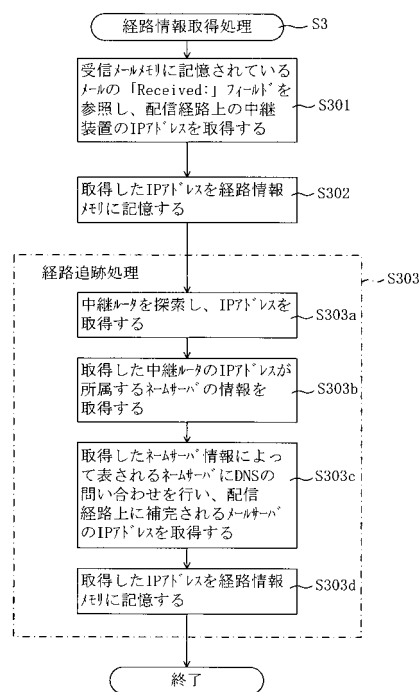 経路情報取得処理
S3
受信ﾒｰﾙﾒﾓﾘに記憶されている
ﾒｰﾙの「Received:」ﾌｨｰﾙﾄﾞを
参照し、配信経路上の中継
装置のIPｱﾄﾞﾚｽを取得する
S301
取得したIPｱﾄﾞﾚｽを経路情報
ﾒﾓﾘに記憶する
S302
経路追跡処理
S303
中継ﾙｰﾀを探索し、IPｱﾄﾞﾚｽを
取得する
S303a
取得した中継ﾙｰﾀのIPｱﾄﾞﾚｽが
所属するﾈｰﾑｻｰﾊﾞの情報を
取得する
S303b
取得したﾈｰﾑｻｰﾊﾞ情報によっ
て表されるﾈｰﾑｻｰﾊﾞにDNSの
問い合わせを行い、配信
経路上に補完されるﾒｰﾙｻｰﾊﾞ
のIPｱﾄﾞﾚｽを取得する
S303c
取得したIPｱﾄﾞﾚｽを経路情報
ﾒﾓﾘに記憶する
S303d
終了